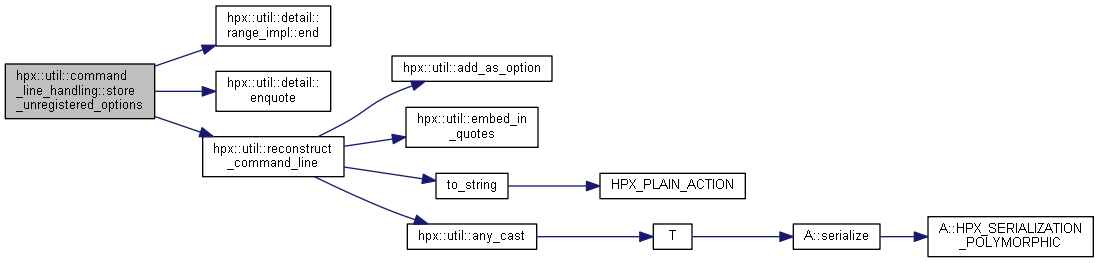 hpx::util::command
_line_handling::store
_unregistered_options
hpx::util::detail::
range_impl::end
hpx::util::detail::
enquote
hpx::util::reconstruct
_command_line
hpx::util::add_as_option
hpx::util::embed_in
_quotes
to_string
HPX_PLAIN_ACTION
hpx::util::any_cast
T
A::serialize
A::HPX_SERIALIZATION
_POLYMORPHIC